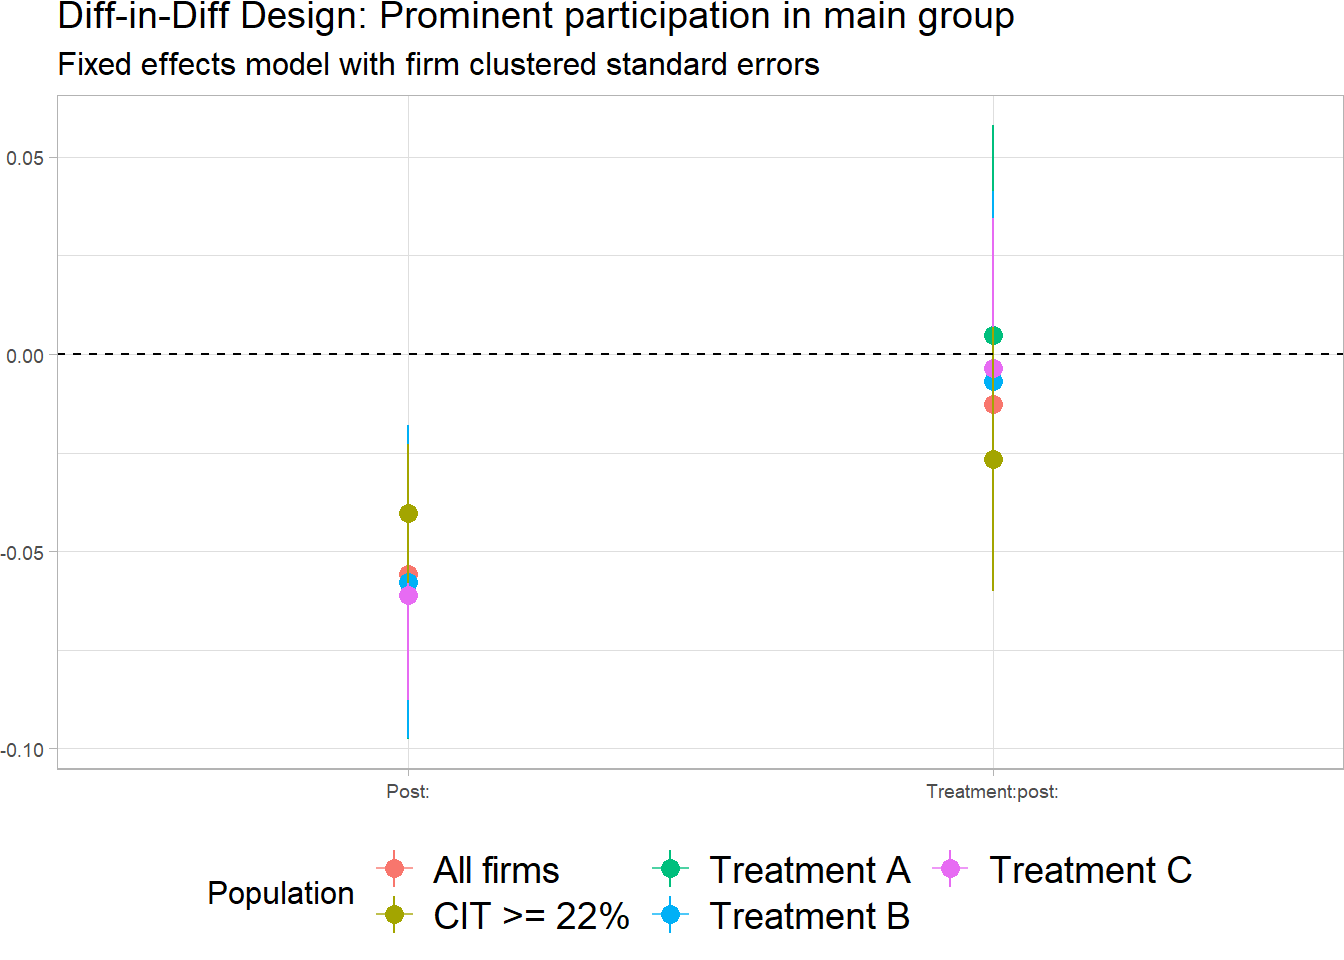 Diff-in-Diff Design: Prominent participation in main group
Fixed effects model with firm clustered standard errors
0.05
0.00
-0.05
-0.10
Post:
Treatment:post:
Population
All firms
CIT >= 22%
Treatment A
Treatment B
Treatment C